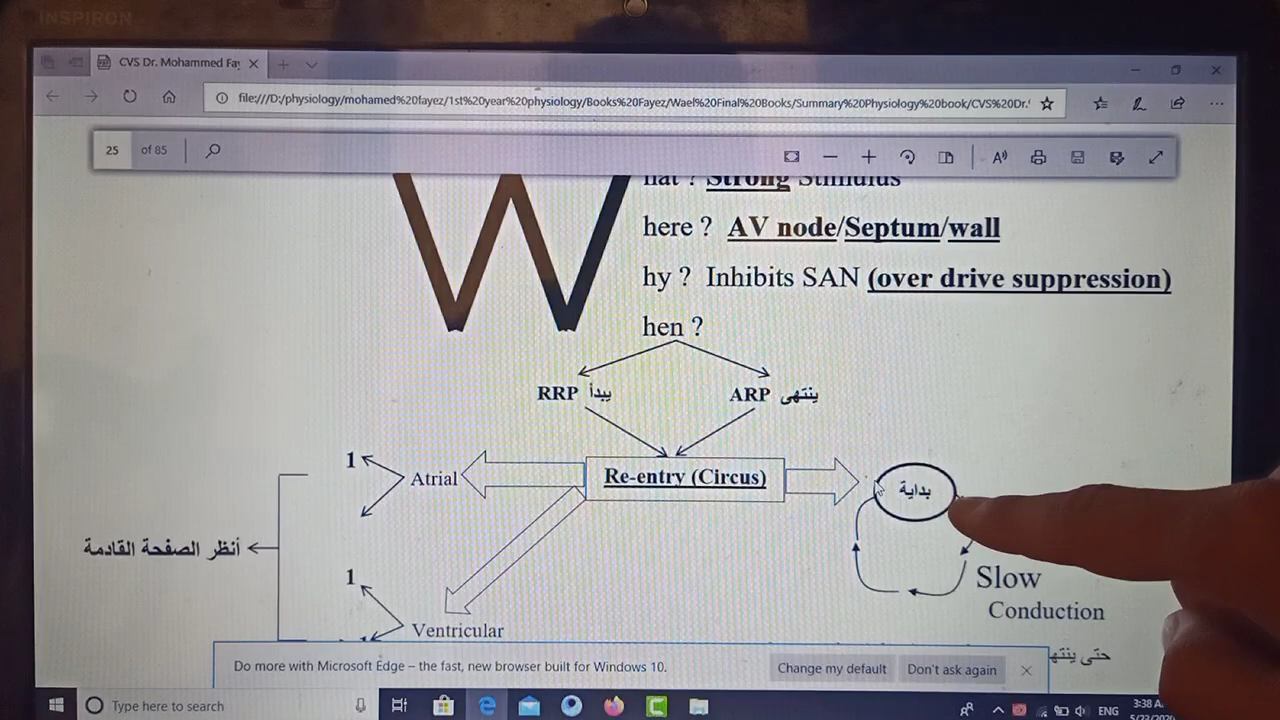 INSPIRON
CVS Dr. Mohammed Fay
file:///D:/physiology/mohamed%20fayez/1st%20year%20physiology/Books%20Fayez/Wael%20Final%20Books/Summary%20Physiology%20book/CVS%20Dr.
25 of 85
W
hat ? Strong Stimulus
here ? AV node/Septum/wall
hy ? Inhibits SAN (over drive suppression)
hen ?
RRP يبدأ
ARP ينتهى
1
Atrial
Re-entry (Circus)
بداية
أنظر الصفحة القادمة
Slow
Conduction
1
Ventricular
حتى
Do more with Microsoft Edge – the fast, new browser built for Windows 10.
Change my default
Don't ask again
Type here to search
ENG
3:38 A